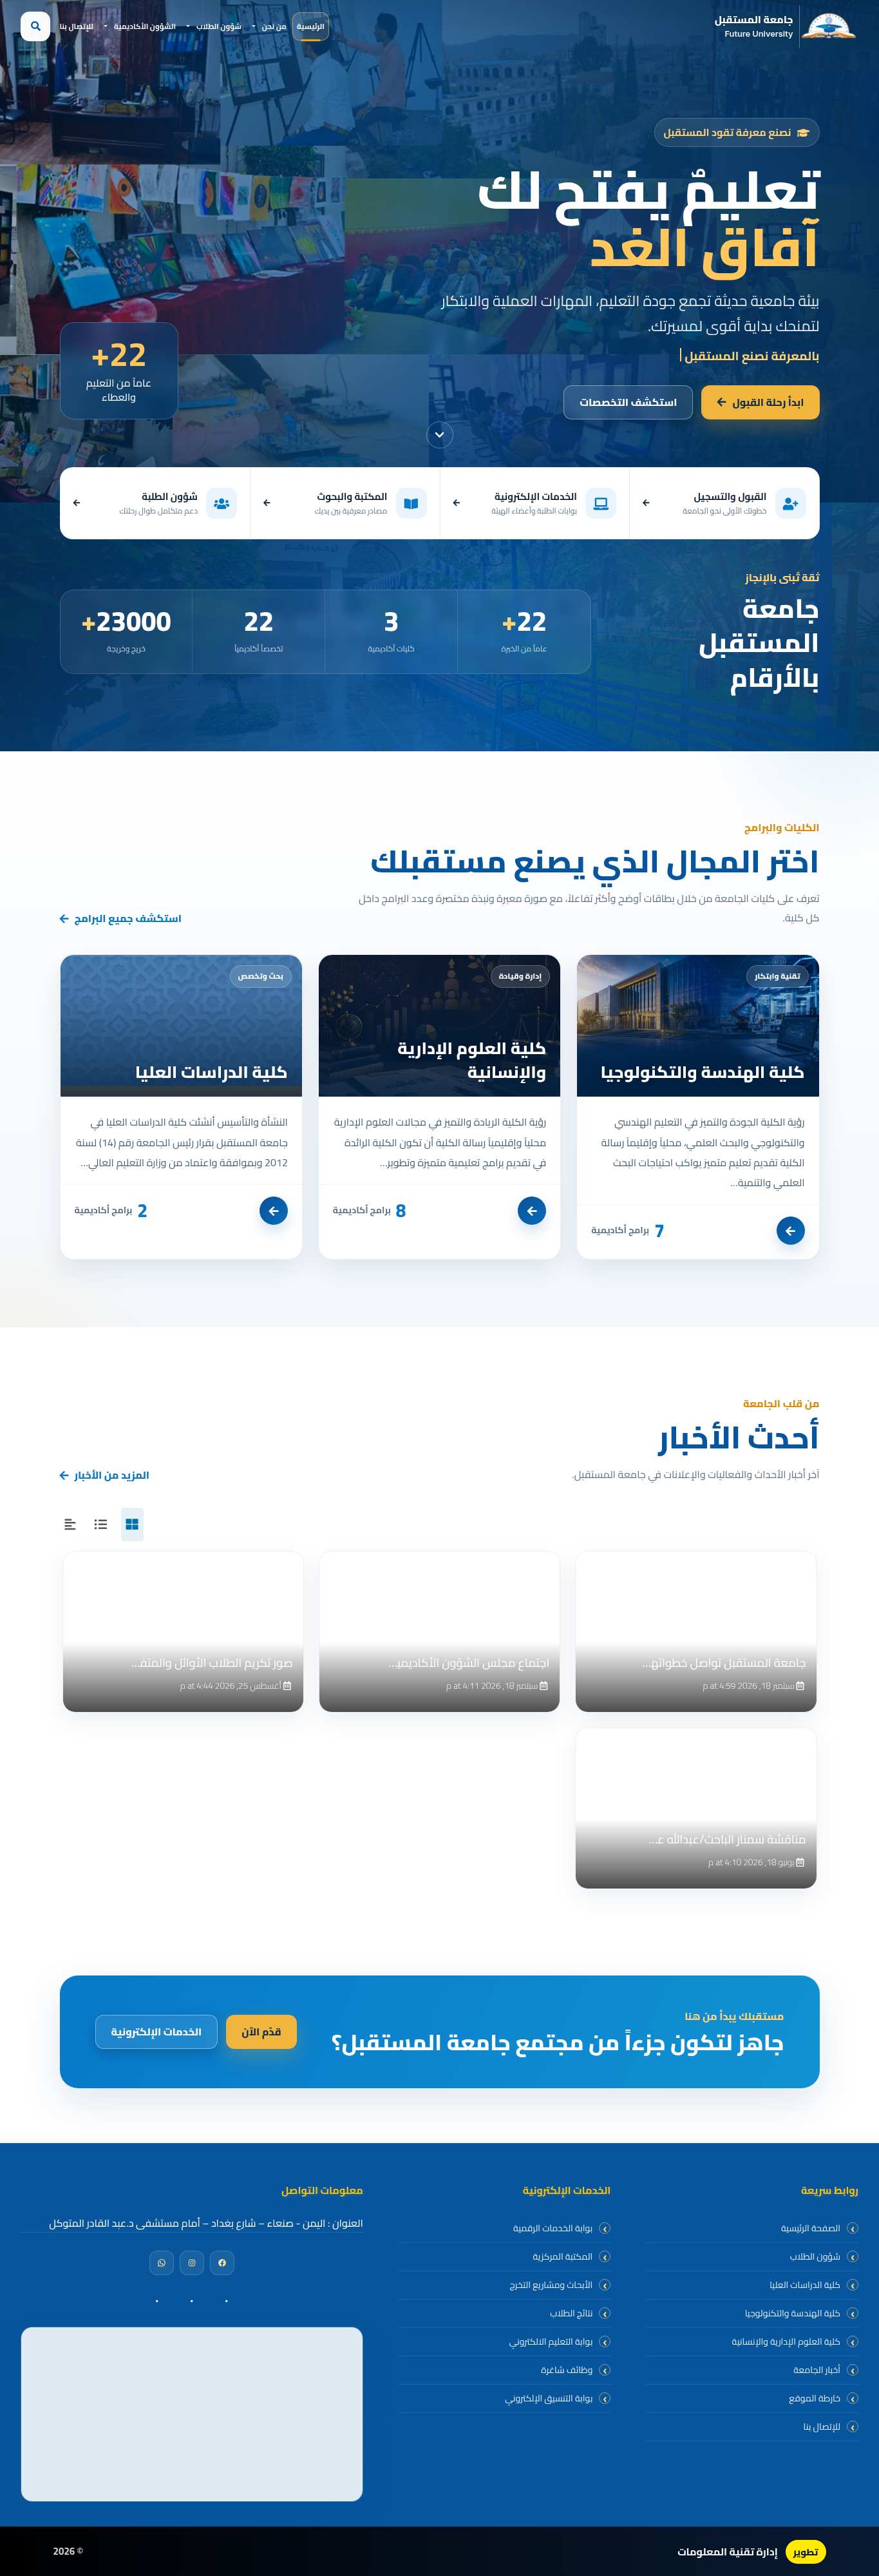 جامعة المستقبل
Future University
الرئيسية
من نحن
شؤون الطلاب
الشؤون الأكاديمية
للإتصال بنا
نصنع معرفة تقود المستقبل
تعليمٌ يفتح لك
آفاق الغد
بيئة جامعية حديثة تجمع جودة التعليم، المهارات العملية والابتكار
لتمنحك بداية أقوى لمسيرتك.
بالمعرفة نصنع المستقبل
ابدأ رحلة القبول
استكشف التخصصات
+22
عاماً من التعليم
والعطاء
القبول والتسجيل
خطوتك الأولى نحو الجامعة
الخدمات الإلكترونية
بوابات الطلبة وأعضاء الهيئة
المكتبة والبحوث
مصادر معرفية بين يديك
شؤون الطلبة
دعم متكامل طوال رحلتك
ثقة تُبنى بالإنجاز
جامعة
المستقبل
بالأرقام
+22
عاماً من الخبرة
3
كليات أكاديمية
22
تخصصاً أكاديمياً
+23000
خريج وخريجة
الكليات والبرامج
اختر المجال الذي يصنع مستقبلك
تعرف على كليات الجامعة من خلال بطاقات أوضح وأكثر تفاعلاً، مع صورة معبرة ونبذة مختصرة وعدد البرامج داخل
كل كلية.
استكشف جميع البرامج
تقنية وابتكار
كلية الهندسة والتكنولوجيا
رؤية الكلية الجودة والتميز في التعليم الهندسي
والتكنولوجي والبحث العلمي، محلياً وإقليماً رسالة
الكلية تقديم تعليم متميز يواكب احتياجات البحث
العلمي والتنمية...
7 برامج أكاديمية
إدارة وقيادة
كلية العلوم الإدارية
والإنسانية
رؤية الكلية الريادة والتميز في مجالات العلوم الإدارية
محلياً وإقليمياً رسالة الكلية أن تكون الكلية الرائدة
في تقديم برامج تعليمية متميزة وتطوير...
8 برامج أكاديمية
بحث وتخصص
كلية الدراسات العليا
النشأة والتأسيس أنشئت كلية الدراسات العليا في
جامعة المستقبل بقرار رئيس الجامعة رقم (14) لسنة
2012 وبموافقة واعتماد من وزارة التعليم العالي...
2 برامج أكاديمية
من قلب الجامعة
أحدث الأخبار
آخر أخبار الأحداث والفعاليات والإعلانات في جامعة المستقبل.
المزيد من الأخبار
جامعة المستقبل تواصل خطواتها...
سبتمبر 18, 2026 at 4:59 م
اجتماع مجلس الشؤون الأكاديمي...
سبتمبر 18, 2026 at 4:11 م
صور تكريم الطلاب الأوائل والمتف...
أغسطس 25, 2026 at 4:44 م
مناقشة سمنار الباحث/عبدالله ع...
يونيو 18, 2026 at 4:10 م
مستقبلك يبدأ من هنا
جاهز لتكون جزءاً من مجتمع جامعة المستقبل؟
قدّم الآن
الخدمات الإلكترونية
روابط سريعة
الصفحة الرئيسية
شؤون الطلاب
كلية الدراسات العليا
كلية الهندسة والتكنولوجيا
كلية العلوم الإدارية والإنسانية
أخبار الجامعة
خارطة الموقع
للإتصال بنا
الخدمات الإلكترونية
بوابة الخدمات الرقمية
المكتبة المركزية
الأبحاث ومشاريع التخرج
نتائج الطلاب
بوابة التعليم الالكتروني
وظائف شاغرة
بوابة التنسيق الإلكتروني
معلومات التواصل
العنوان : اليمن - صنعاء – شارع بغداد – أمام مستشفى د.عبد القادر المتوكل
تطوير
إدارة تقنية المعلومات
© 2026